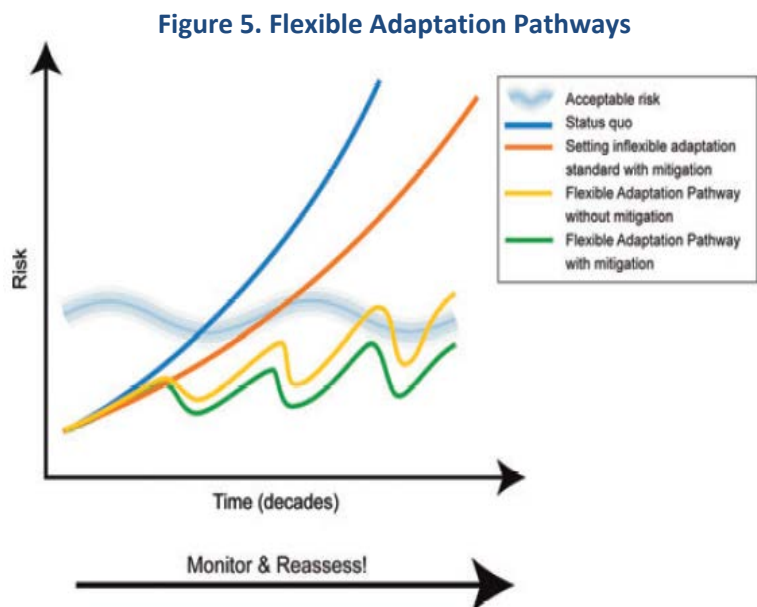 Figure 5. Flexible Adaptation Pathways
Risk
Acceptable risk
Status quo
Setting inflexible adaptation
standard with mitigation
Flexible Adaptation Pathway
without mitigation
Flexible Adaptation Pathway
with mitigation
Time (decades)
Monitor & Reassess!